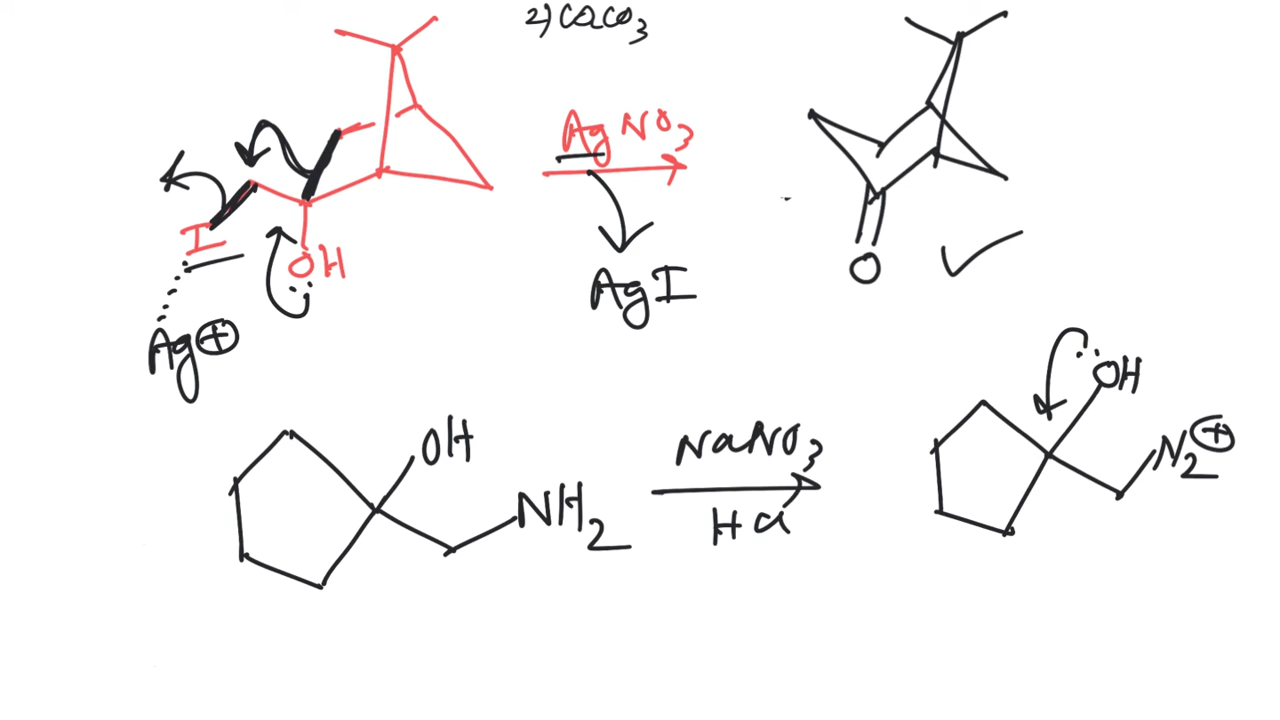 2) CaCO3
AgNO3
I
OH
AgI
O
Ag+
OH
NH2
NaNO3
HCl
OH
N2+